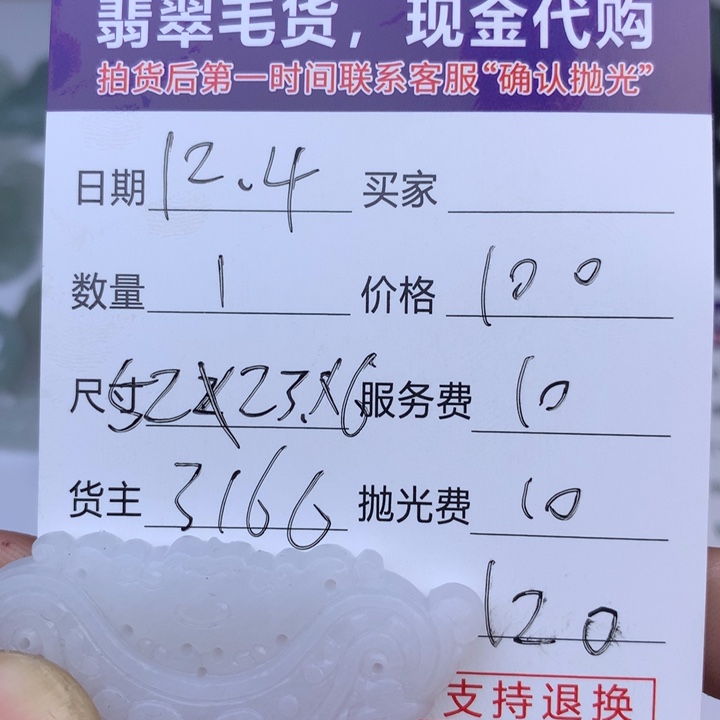 翡翠毛货，现金代购
拍货后第一时间联系客服“确认抛光”
日期 12.4 买家
数量 1 价格 100
尺寸 52X23X6 服务费 10
货主 3166 抛光费 10
120
支持退换